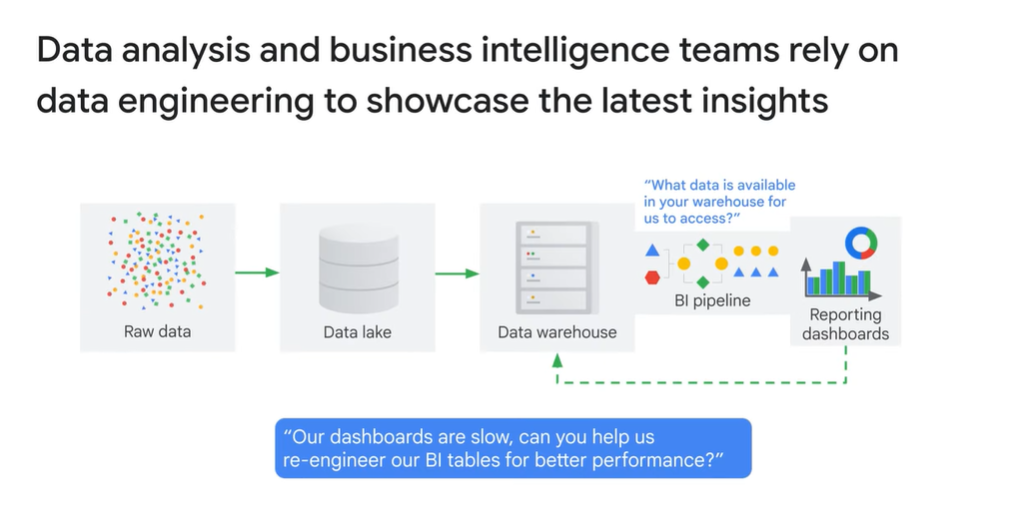 Data analysis and business intelligence teams rely on
data engineering to showcase the latest insights
“What data is available
in your warehouse for
us to access?”
Raw data
Data lake
Data warehouse
BI pipeline
Reporting
dashboards
“Our dashboards are slow, can you help us
re-engineer our BI tables for better performance?”